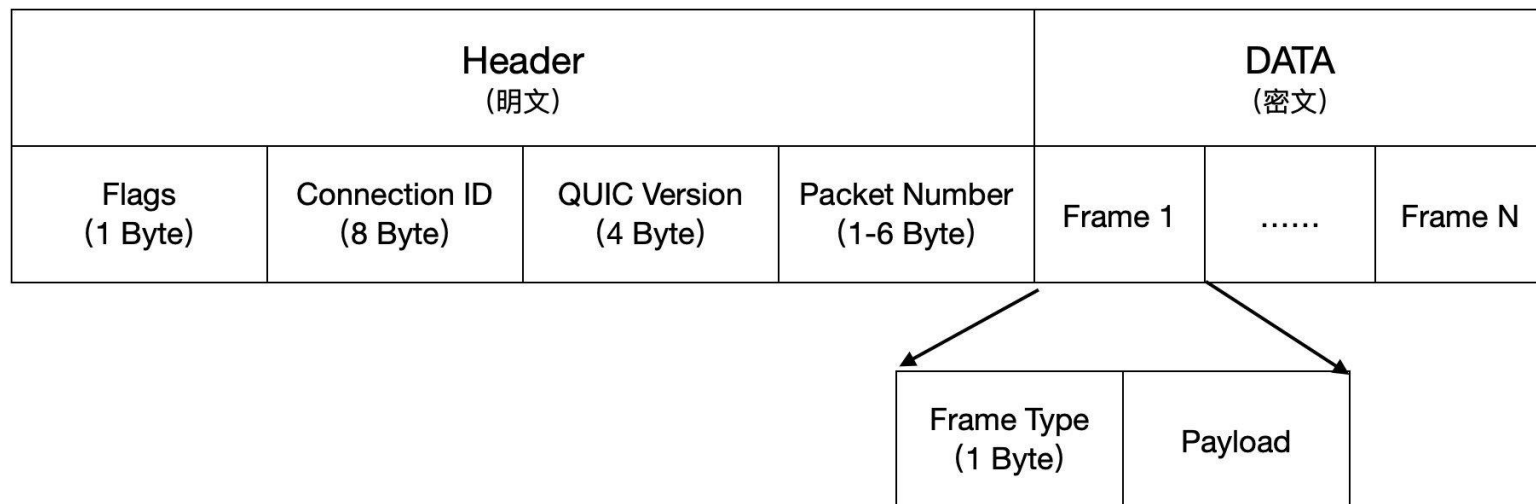 Header
（明文）
DATA
（密文）
Flags
（1 Byte）
Connection ID
（8 Byte）
QUIC Version
（4 Byte）
Packet Number
（1-6 Byte）
Frame 1
……
Frame N
Frame Type
（1 Byte）
Payload